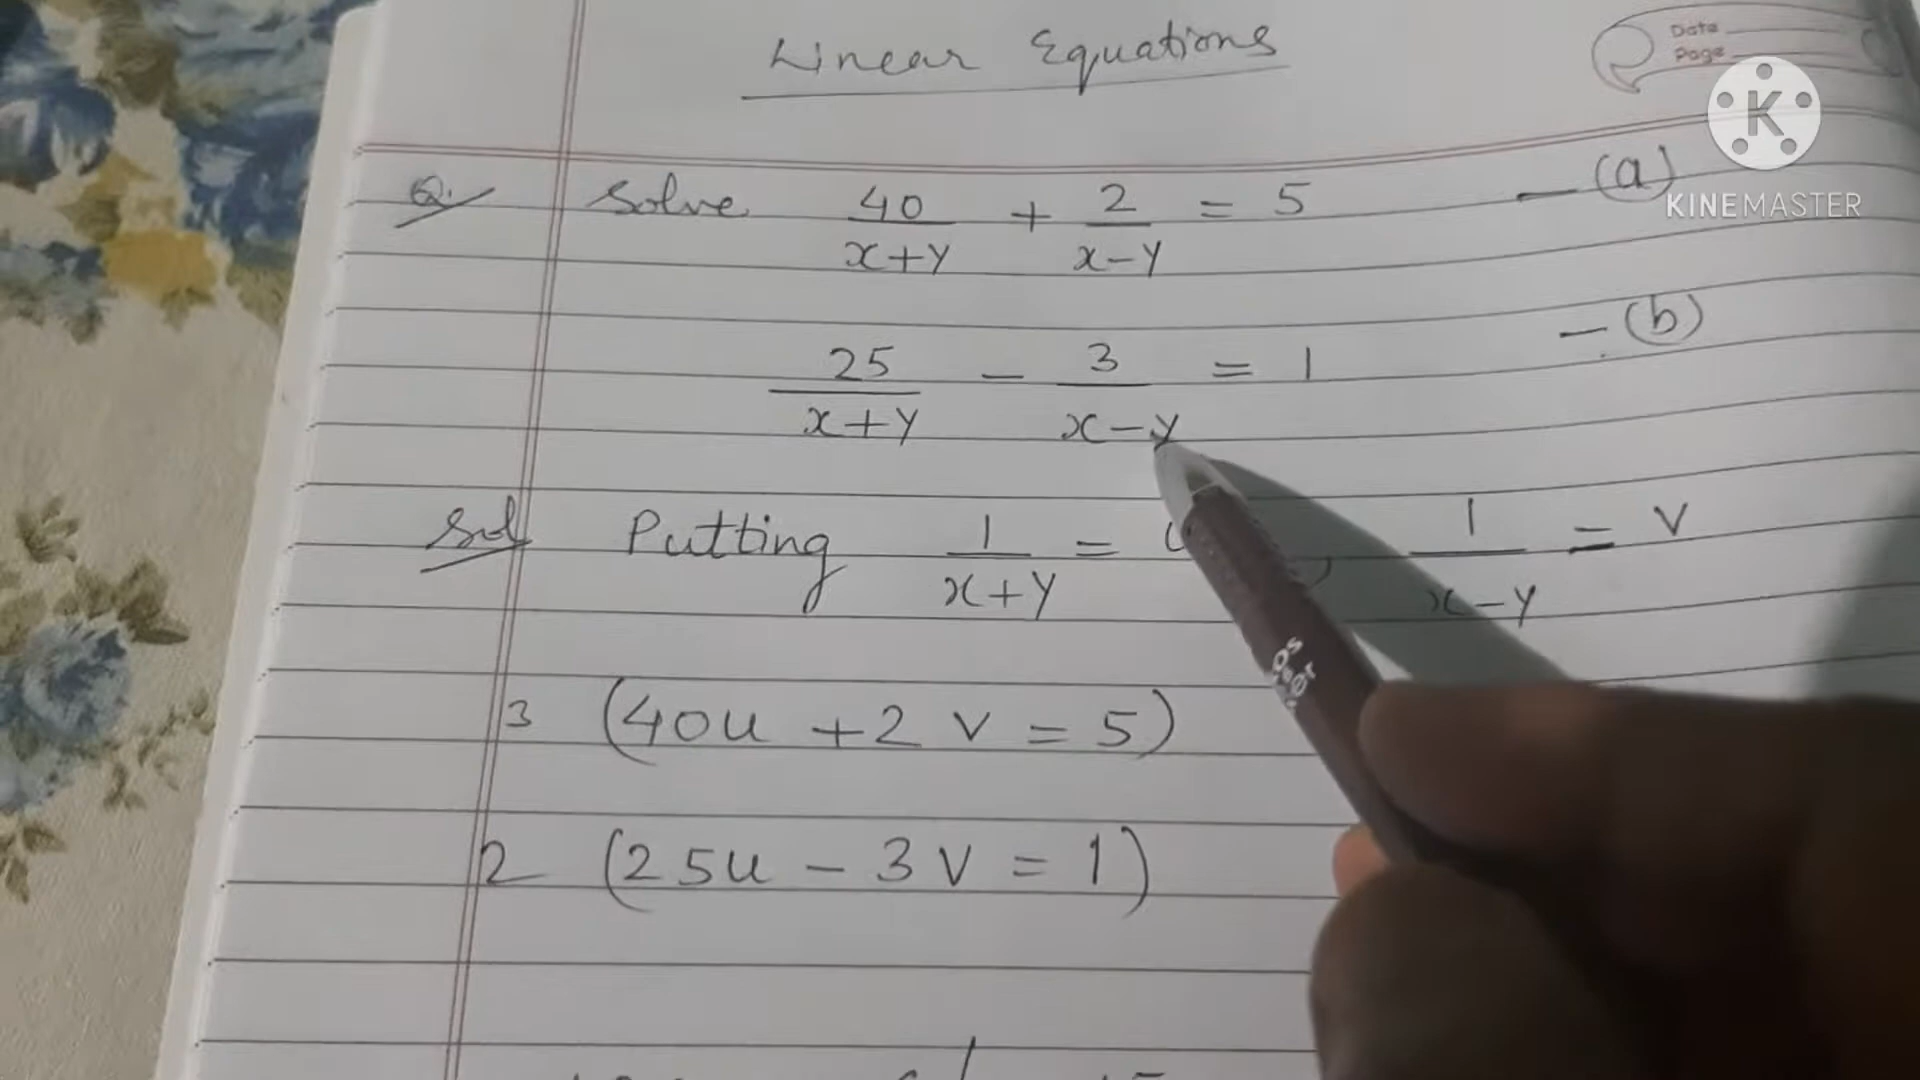 Linear Equations
Date
Page
K
KINEMASTER
Q. Solve 40/(x+y) + 2/(x-y) = 5 — (a)
25/(x+y) - 3/(x-y) = 1 — (b)
Sol Putting 1/(x+y) = u, 1/(x-y) = v
3 (40u + 2v = 5)
2 (25u - 3v = 1)